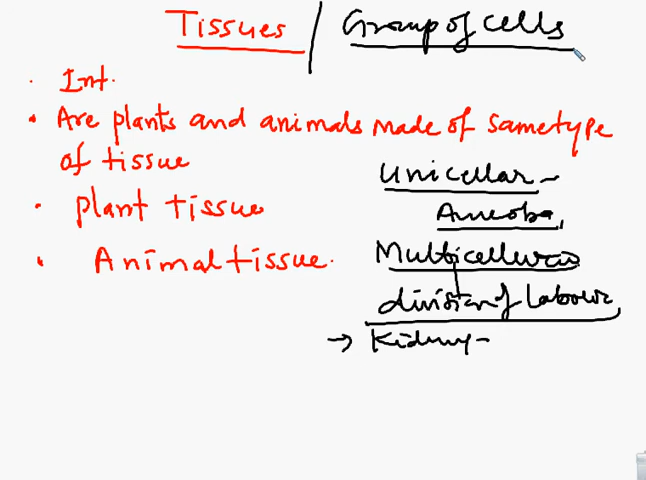 Tissues / Group of cells
· Int.
· Are plants and animals made of sametype
of tissue
· Plant tissue
· Animal tissue.
Unicellar -
Amoeba,
Multicellular
division of labour
→ Kidney -